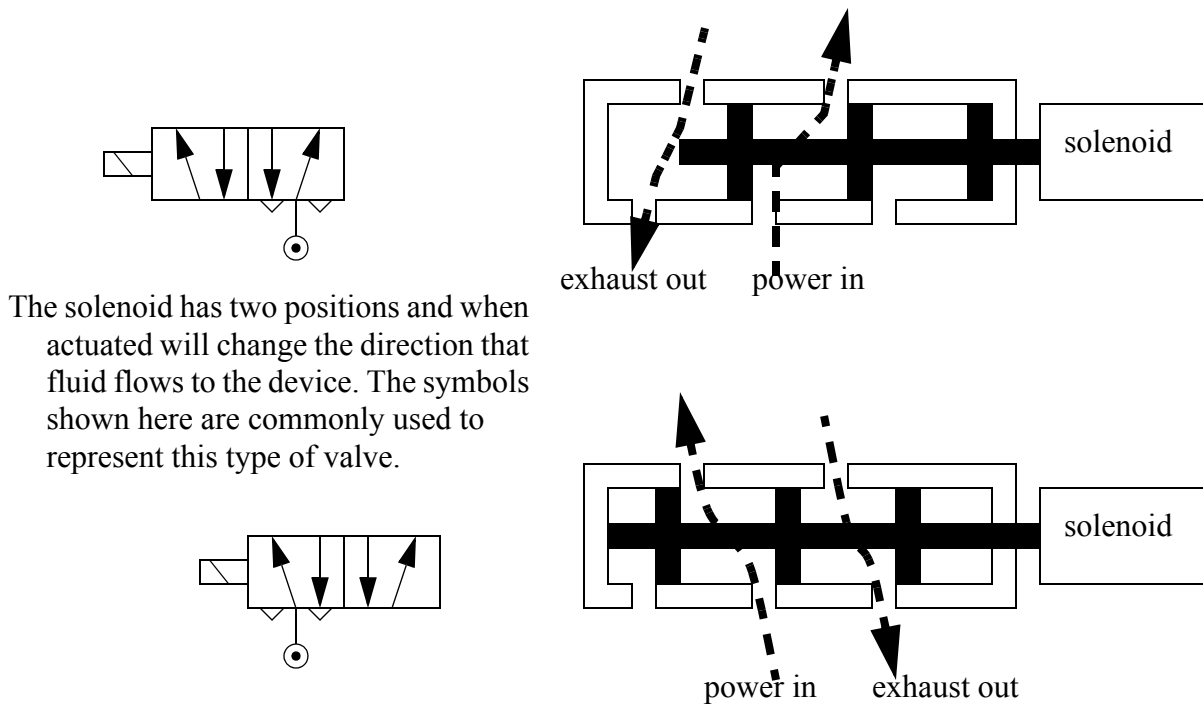 solenoid
exhaust out
power in
The solenoid has two positions and when
actuated will change the direction that
fluid flows to the device. The symbols
shown here are commonly used to
represent this type of valve.
solenoid
power in
exhaust out